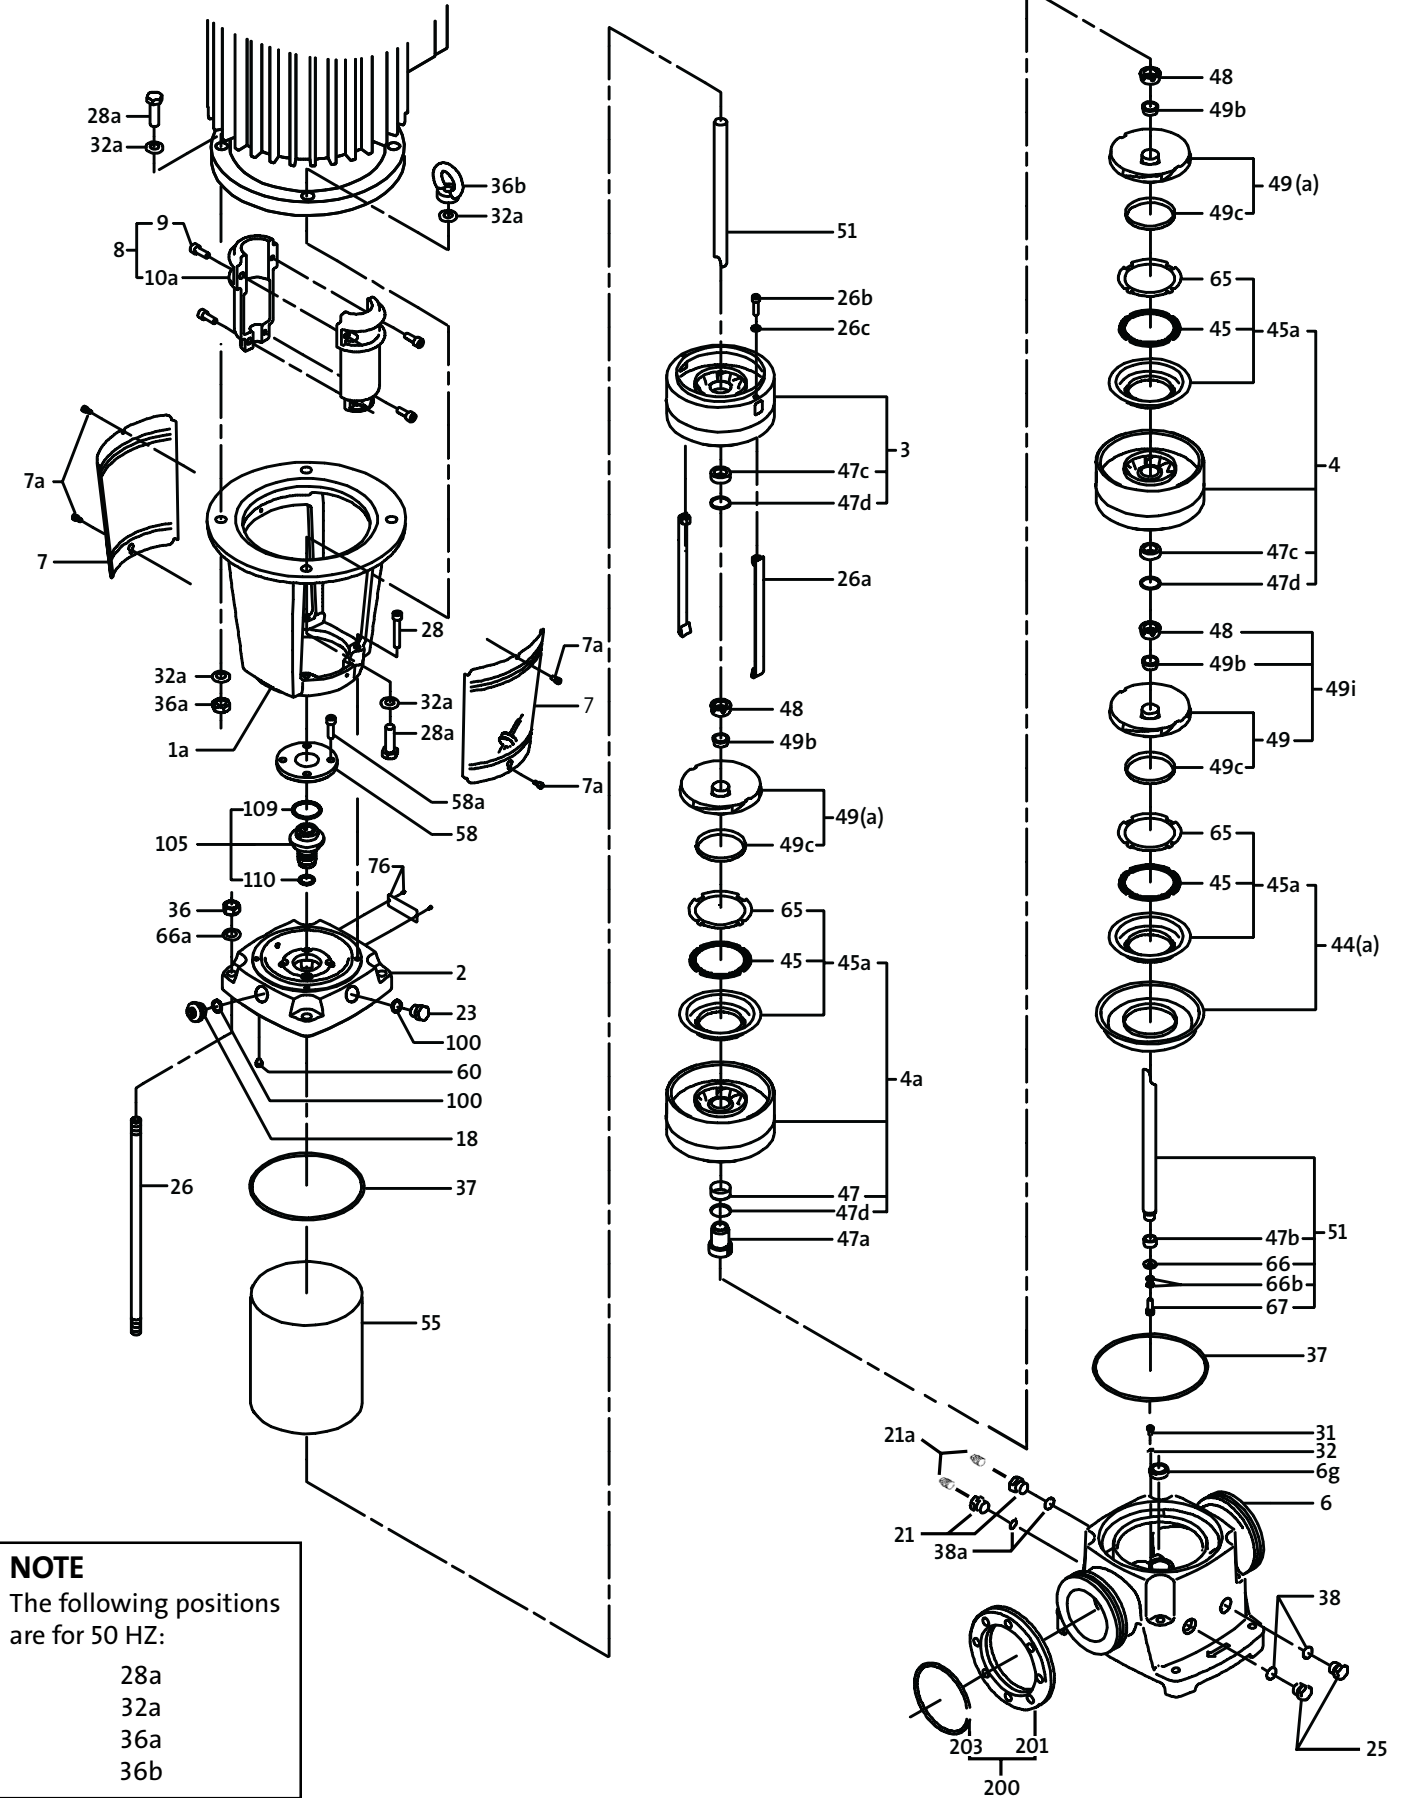 28a
32a
36b
32a
9
8
10a
7a
7
28
7a
32a
36a
32a
28a
7
1a
7a
58a
58
109
105
110
76
36
66a
2
23
100
60
100
18
26
37
55
51
26b
26c
3
47c
47d
26a
48
49b
49(a)
49c
65
45
45a
4a
47
47d
47a
48
49b
49(a)
49c
65
45
45a
4
47c
47d
48
49b
49i
49
49c
65
45
45a
44(a)
51
47b
66
66b
67
37
31
32
6g
6
21a
21
38a
38
25
203
201
200
NOTE
The following positions
are for 50 HZ:
28a
32a
36a
36b